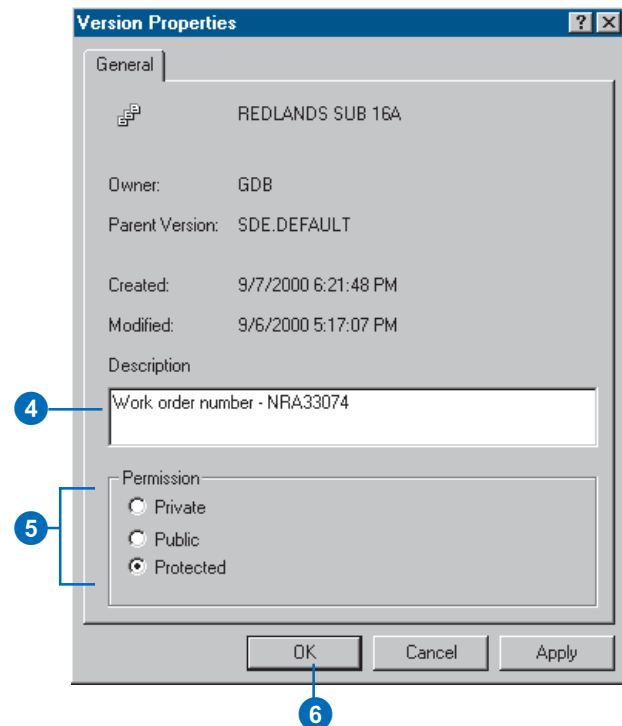 Version Properties
General
REDLANDS SUB 16A
Owner: GDB
Parent Version: SDE.DEFAULT
Created: 9/7/2000 6:21:48 PM
Modified: 9/6/2000 5:17:07 PM
Description
4
Work order number - NRA33074
Permission
5
Private
Public
Protected
OK Cancel Apply
6